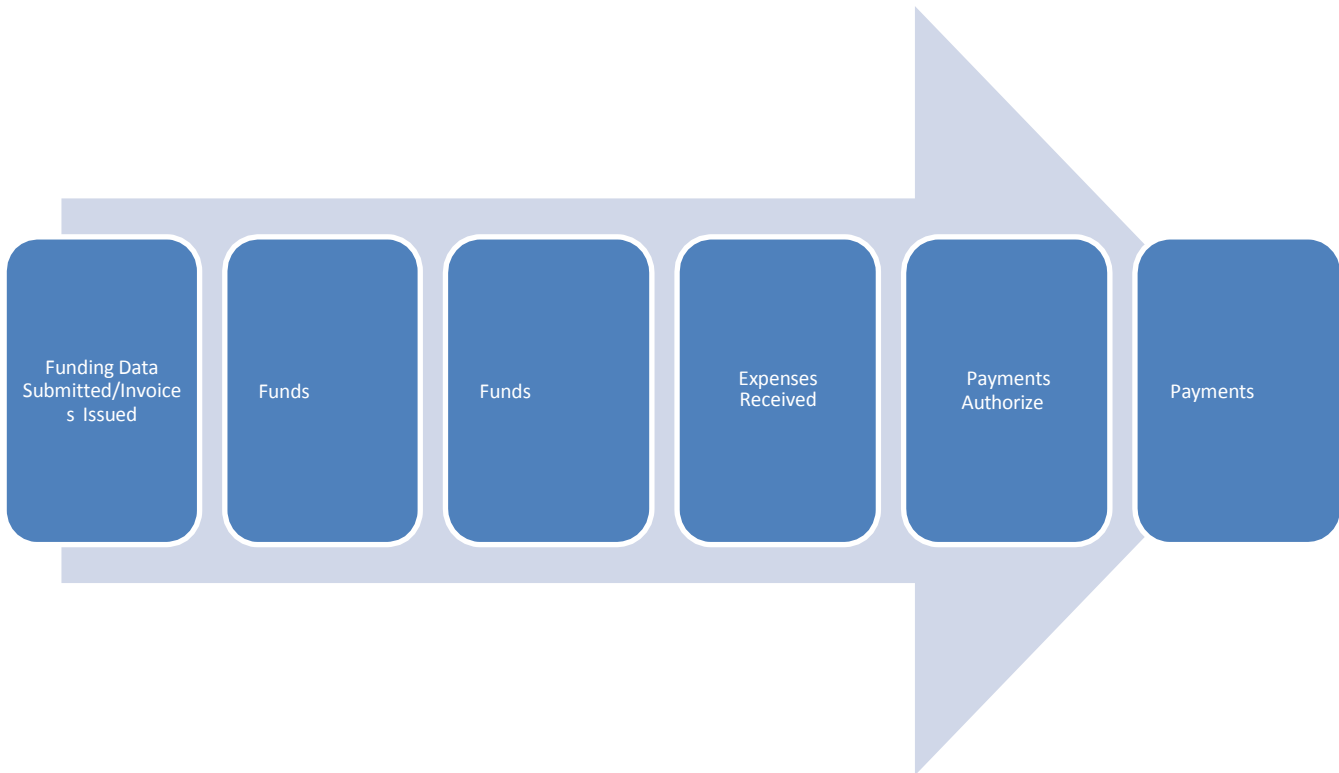 Funding Data
Submitted/Invoice
s Issued
Funds
Funds
Expenses
Received
Payments
Authorize
Payments